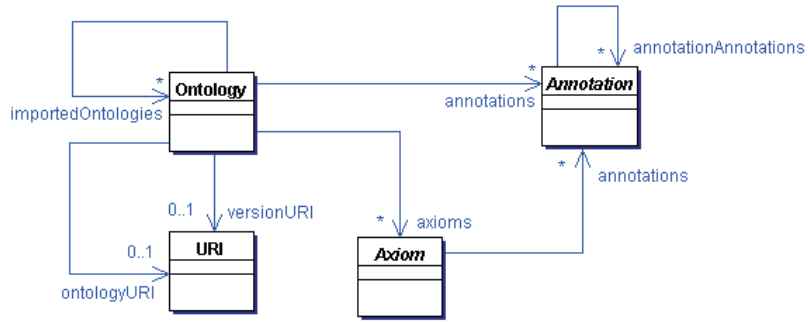 * annotationAnnotations
* Ontology * Annotation
importedOntologies annotations
* annotations
0..1 versionURI * axioms
0..1 URI Axiom
ontologyURI